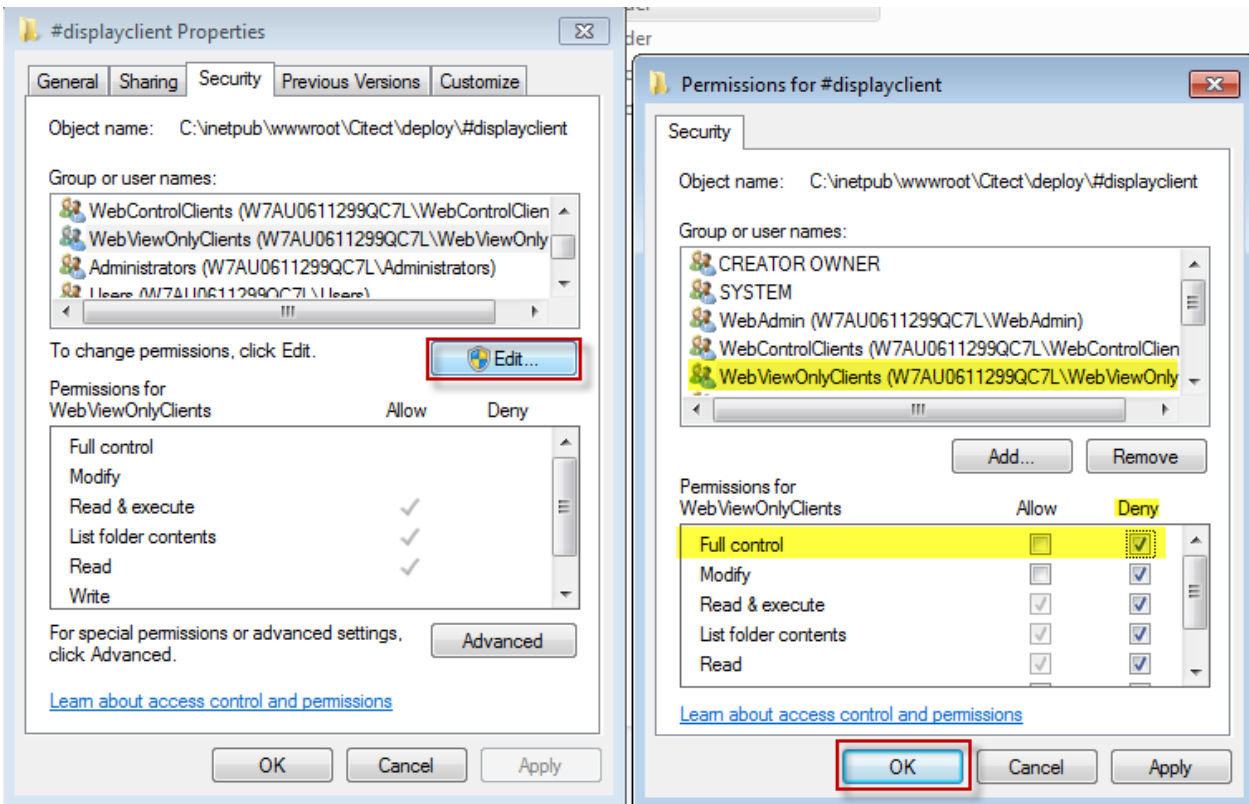 #displayclient Properties
General Sharing Security Previous Versions Customize
Object name: C:\inetpub\wwwroot\Citect\deploy\#displayclient
Group or user names:
WebControlClients (W7AU0611299QC7L\WebControlClien
WebViewOnlyClients (W7AU0611299QC7L\WebViewOnly
Administrators (W7AU0611299QC7L\Administrators)
Users (W7AU0611299QC7L\Users)
To change permissions, click Edit.
Edit...
Permissions for
WebViewOnlyClients Allow Deny
Full control
Modify
Read & execute
List folder contents
Read
Write
For special permissions or advanced settings,
click Advanced.
Advanced
Learn about access control and permissions
OK Cancel Apply
der
Permissions for #displayclient
Security
Object name: C:\inetpub\wwwroot\Citect\deploy\#displayclient
Group or user names:
CREATOR OWNER
SYSTEM
WebAdmin (W7AU0611299QC7L\WebAdmin)
WebControlClients (W7AU0611299QC7L\WebControlClien
WebViewOnlyClients (W7AU0611299QC7L\WebViewOnly
Add... Remove
Permissions for
WebViewOnlyClients Allow Deny
Full control
Modify
Read & execute
List folder contents
Read
Learn about access control and permissions
OK Cancel Apply